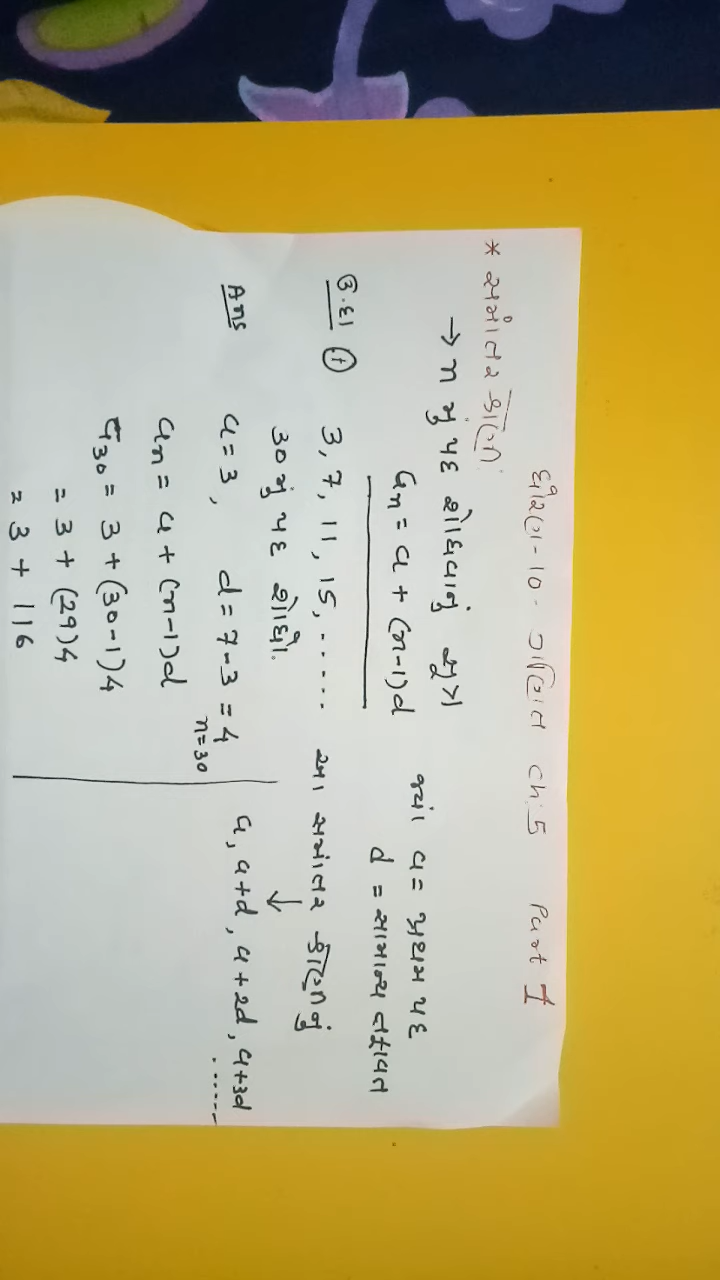 ધોરણ - 10 - ગણિત ch: 5 Part 1
* સમાંતર શ્રેણી
→ n મું પદ શોધવાનું સૂત્ર
an = a + (n-1)d
જ્યાં a = પ્રથમ પદ
d = સામાન્ય તફાવત
ઉ.દા ① 3, 7, 11, 15, ...... આ સમાંતર શ્રેણીનું
30 મું પદ શોધો.
Ans a = 3, d = 7-3 = 4
n=30
an = a + (n-1)d
a30 = 3 + (30-1)4
= 3 + (29)4
= 3 + 116
↓
a, a+d, a+2d, a+3d
......